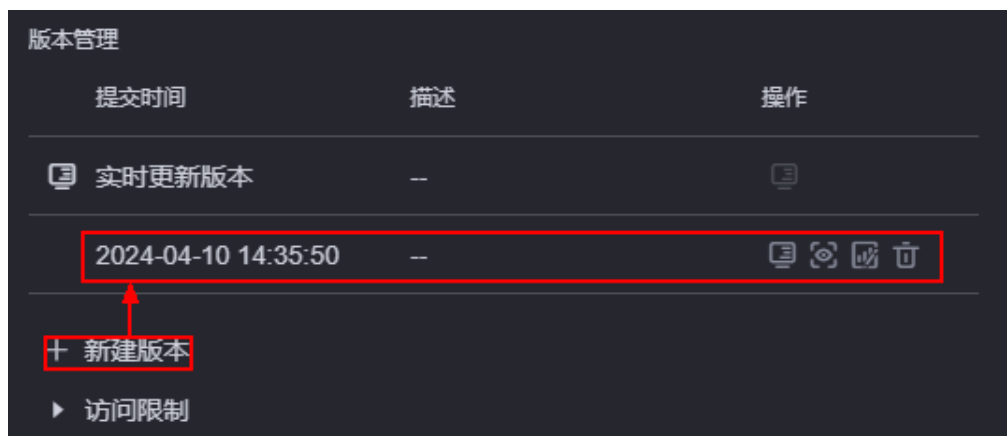 版本管理
提交时间 描述 操作
实时更新版本 --
2024-04-10 14:35:50 --
+ 新建版本
访问限制